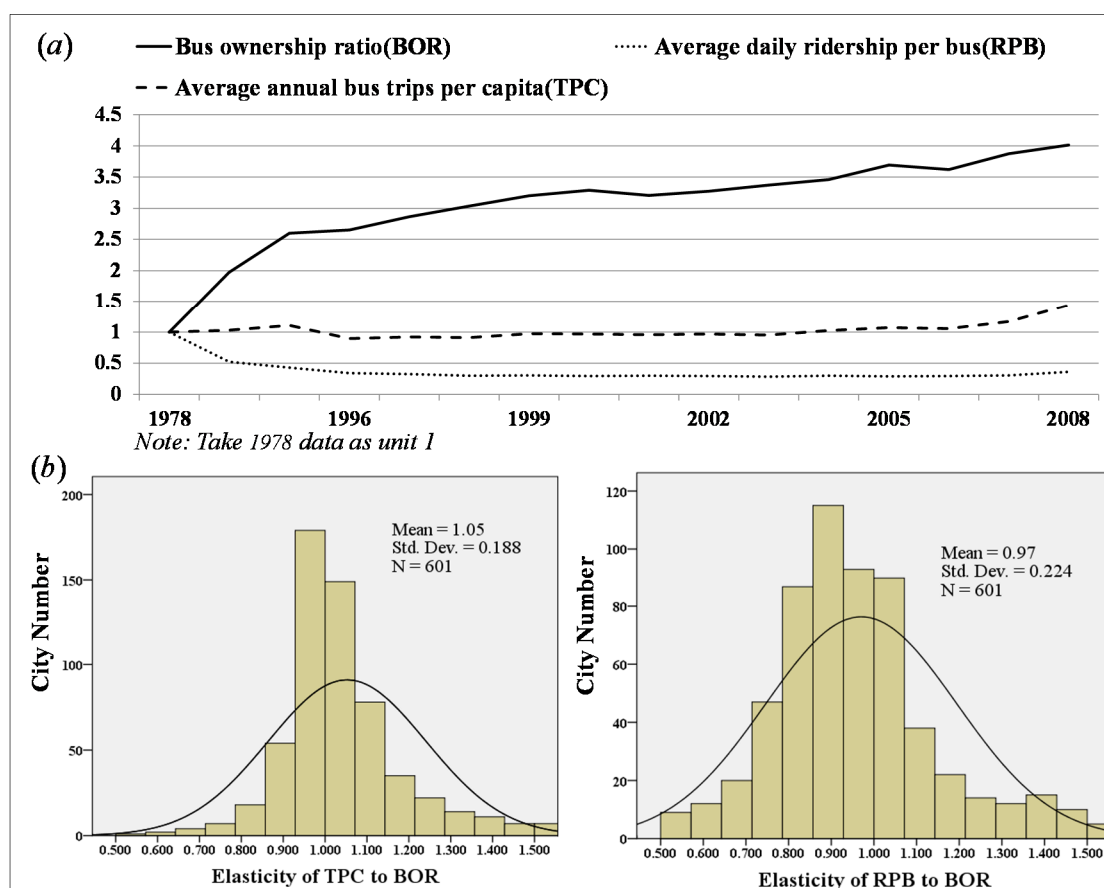 (a)
Bus ownership ratio(BOR)
Average daily ridership per bus(RPB)
Average annual bus trips per capita(TPC)
4.5
4
3.5
3
2.5
2
1.5
1
0.5
0
1978 1996 1999 2002 2005 2008
Note: Take 1978 data as unit 1
(b)
City Number
200
150
100
50
0
Mean = 1.05
Std. Dev. = 0.188
N = 601
0.500 0.600 0.700 0.800 0.900 1.000 1.100 1.200 1.300 1.400 1.500
Elasticity of TPC to BOR
City Number
120
100
80
60
40
20
0
Mean = 0.97
Std. Dev. = 0.224
N = 601
0.500 0.600 0.700 0.800 0.900 1.000 1.100 1.200 1.300 1.400 1.500
Elasticity of RPB to BOR